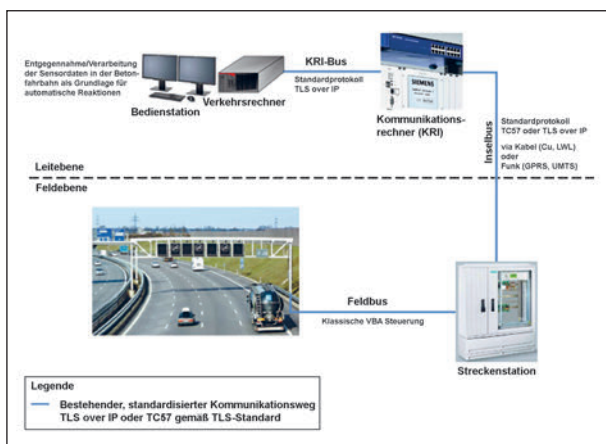 Entgegennahme/Verarbeitung
der Sensordaten in der Beton-
fahrbahn als Grundlage für
automatische Reaktionen
Bedienstation
Verkehrsrechner
KRI-Bus
Standardprotokoll
TLS over IP
SIEMENS
Kommunikations-
rechner (KRI)
Inselbus
Standardprotokoll
TC57 oder TLS over IP
via Kabel (Cu, LWL)
oder
Funk (GPRS, UMTS)
Leitebene
Feldebene
Feldbus
Klassische VBA Steuerung
Streckenstation
Legende
Bestehender, standardisierter Kommunikationsweg
TLS over IP oder TC57 gemäß TLS-Standard